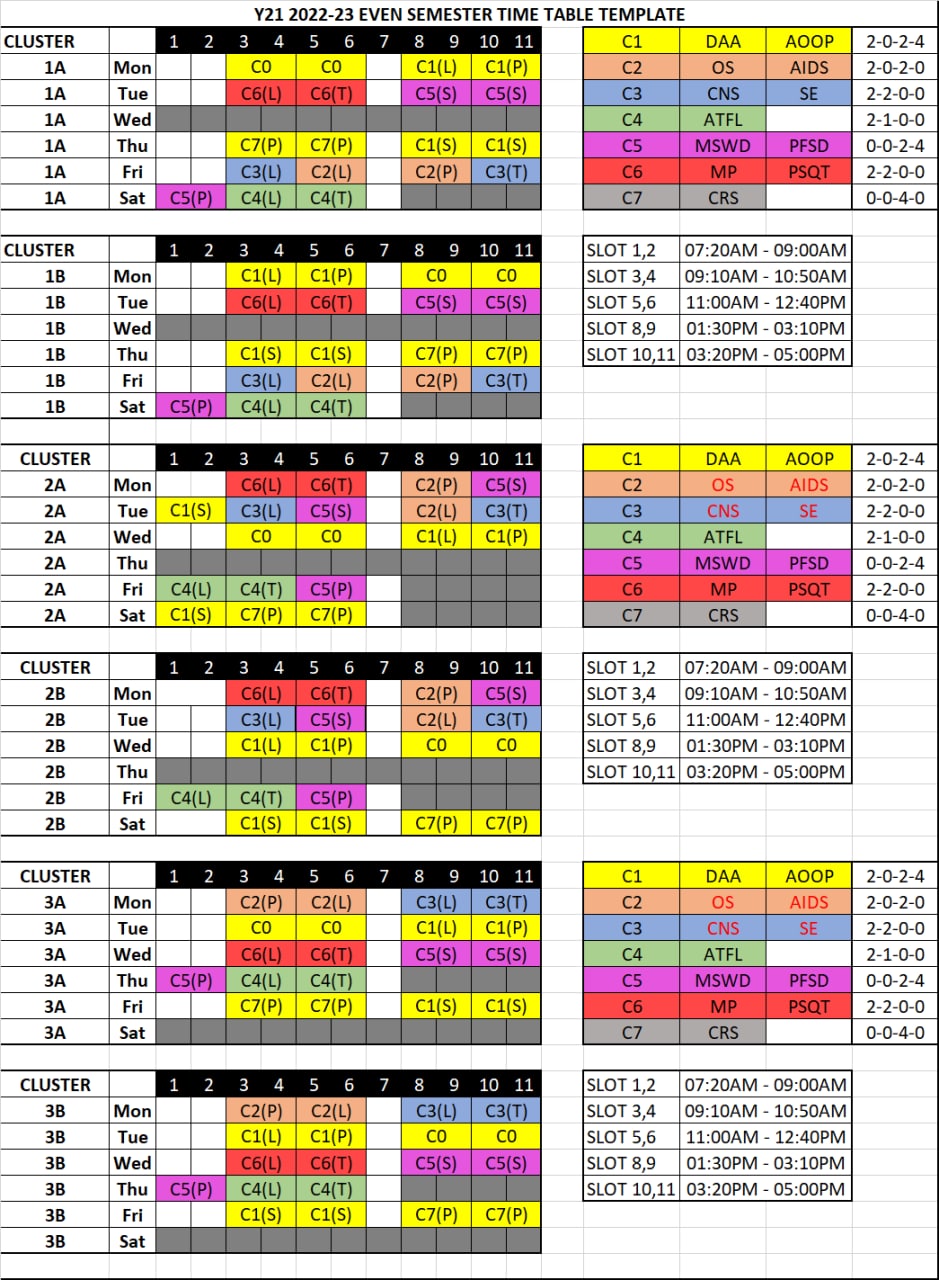 Y21 2022-23 EVEN SEMESTER TIME TABLE TEMPLATE
CLUSTER 1 2 3 4 5 6 7 8 9 10 11 C1 DAA AOOP 2-0-2-4
1A Mon C0 C0 C1(L) C1(P) C2 OS AIDS 2-0-2-0
1A Tue C6(L) C6(T) C5(S) C5(S) C3 CNS SE 2-2-0-0
1A Wed C4 ATFL 2-1-0-0
1A Thu C7(P) C7(P) C1(S) C1(S) C5 MSWD PFSD 0-0-2-4
1A Fri C3(L) C2(L) C2(P) C3(T) C6 MP PSQT 2-2-0-0
1A Sat C5(P) C4(L) C4(T) C7 CRS 0-0-4-0
CLUSTER 1 2 3 4 5 6 7 8 9 10 11 SLOT 1,2 07:20AM - 09:00AM
1B Mon C1(L) C1(P) C0 C0 SLOT 3,4 09:10AM - 10:50AM
1B Tue C6(L) C6(T) C5(S) C5(S) SLOT 5,6 11:00AM - 12:40PM
1B Wed SLOT 8,9 01:30PM - 03:10PM
1B Thu C1(S) C1(S) C7(P) C7(P) SLOT 10,11 03:20PM - 05:00PM
1B Fri C3(L) C2(L) C2(P) C3(T)
1B Sat C5(P) C4(L) C4(T)
CLUSTER 1 2 3 4 5 6 7 8 9 10 11 C1 DAA AOOP 2-0-2-4
2A Mon C6(L) C6(T) C2(P) C5(S) C2 OS AIDS 2-0-2-0
2A Tue C1(S) C3(L) C5(S) C2(L) C3(T) C3 CNS SE 2-2-0-0
2A Wed C0 C0 C1(L) C1(P) C4 ATFL 2-1-0-0
2A Thu C5 MSWD PFSD 0-0-2-4
2A Fri C4(L) C4(T) C5(P) C6 MP PSQT 2-2-0-0
2A Sat C1(S) C7(P) C7(P) C7 CRS 0-0-4-0
CLUSTER 1 2 3 4 5 6 7 8 9 10 11 SLOT 1,2 07:20AM - 09:00AM
2B Mon C6(L) C6(T) C2(P) C5(S) SLOT 3,4 09:10AM - 10:50AM
2B Tue C3(L) C5(S) C2(L) C3(T) SLOT 5,6 11:00AM - 12:40PM
2B Wed C1(L) C1(P) C0 C0 SLOT 8,9 01:30PM - 03:10PM
2B Thu SLOT 10,11 03:20PM - 05:00PM
2B Fri C4(L) C4(T) C5(P)
2B Sat C1(S) C1(S) C7(P) C7(P)
CLUSTER 1 2 3 4 5 6 7 8 9 10 11 C1 DAA AOOP 2-0-2-4
3A Mon C2(P) C2(L) C3(L) C3(T) C2 OS AIDS 2-0-2-0
3A Tue C0 C0 C1(L) C1(P) C3 CNS SE 2-2-0-0
3A Wed C6(L) C6(T) C5(S) C5(S) C4 ATFL 2-1-0-0
3A Thu C5(P) C4(L) C4(T) C5 MSWD PFSD 0-0-2-4
3A Fri C7(P) C7(P) C1(S) C1(S) C6 MP PSQT 2-2-0-0
3A Sat C7 CRS 0-0-4-0
CLUSTER 1 2 3 4 5 6 7 8 9 10 11 SLOT 1,2 07:20AM - 09:00AM
3B Mon C2(P) C2(L) C3(L) C3(T) SLOT 3,4 09:10AM - 10:50AM
3B Tue C1(L) C1(P) C0 C0 SLOT 5,6 11:00AM - 12:40PM
3B Wed C6(L) C6(T) C5(S) C5(S) SLOT 8,9 01:30PM - 03:10PM
3B Thu C5(P) C4(L) C4(T) SLOT 10,11 03:20PM - 05:00PM
3B Fri C1(S) C1(S) C7(P) C7(P)
3B Sat